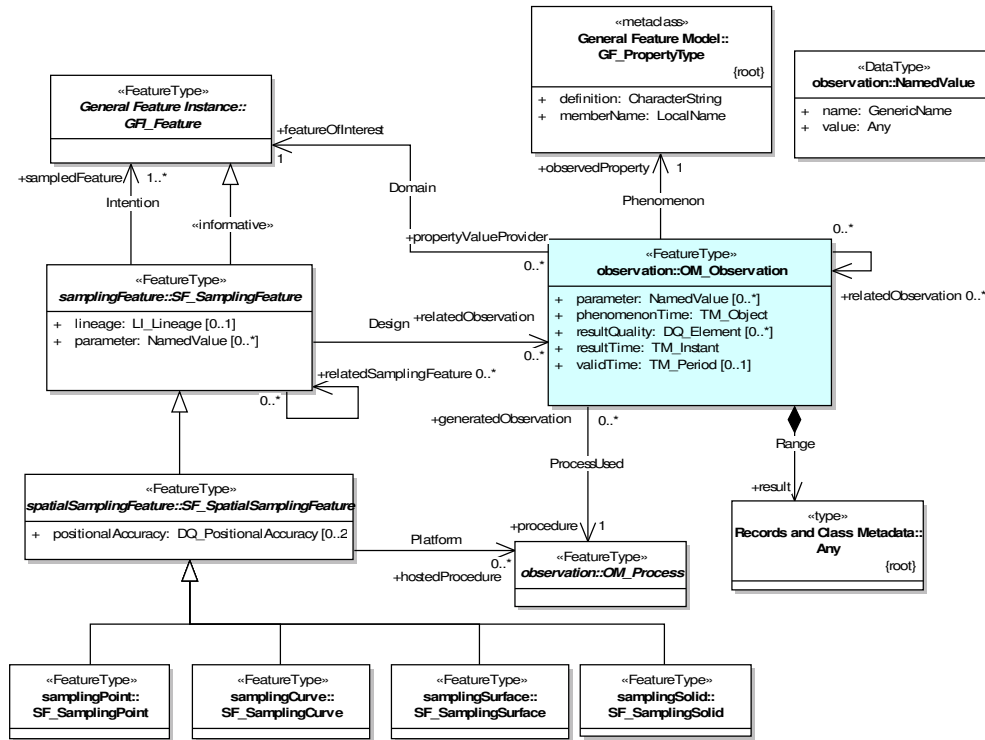 «metaclass»
General Feature Model::
GF_PropertyType
{root}
+ definition: CharacterString
+ memberName: LocalName
«DataType»
observation::NamedValue
+ name: GenericName
+ value: Any
«FeatureType»
General Feature Instance::
GFI_Feature
+featureOfInterest
1
+sampledFeature
1..*
Intention
«informative»
Domain
+propertyValueProvider
0..*
+observedProperty
1
Phenomenon
«FeatureType»
observation::OM_Observation
+ parameter: NamedValue [0..*]
+ phenomenonTime: TM_Object
+ resultQuality: DQ_Element [0..*]
+ resultTime: TM_Instant
+ validTime: TM_Period [0..1]
0..*
+relatedObservation 0..*
«FeatureType»
samplingFeature::SF_SamplingFeature
+ lineage: LI_Lineage [0..1]
+ parameter: NamedValue [0..*]
Design
+relatedObservation
0..*
+relatedSamplingFeature 0..*
0..*
+generatedObservation
0..*
ProcessUsed
+procedure
1
Range
+result
«FeatureType»
spatialSamplingFeature::SF_SpatialSamplingFeature
+ positionalAccuracy: DQ_PositionalAccuracy [0..2
Platform
0..*
+hostedProcedure
«FeatureType»
observation::OM_Process
«type»
Records and Class Metadata::
Any
{root}
«FeatureType»
samplingPoint::
SF_SamplingPoint
«FeatureType»
samplingCurve::
SF_SamplingCurve
«FeatureType»
samplingSurface::
SF_SamplingSurface
«FeatureType»
samplingSolid::
SF_SamplingSolid